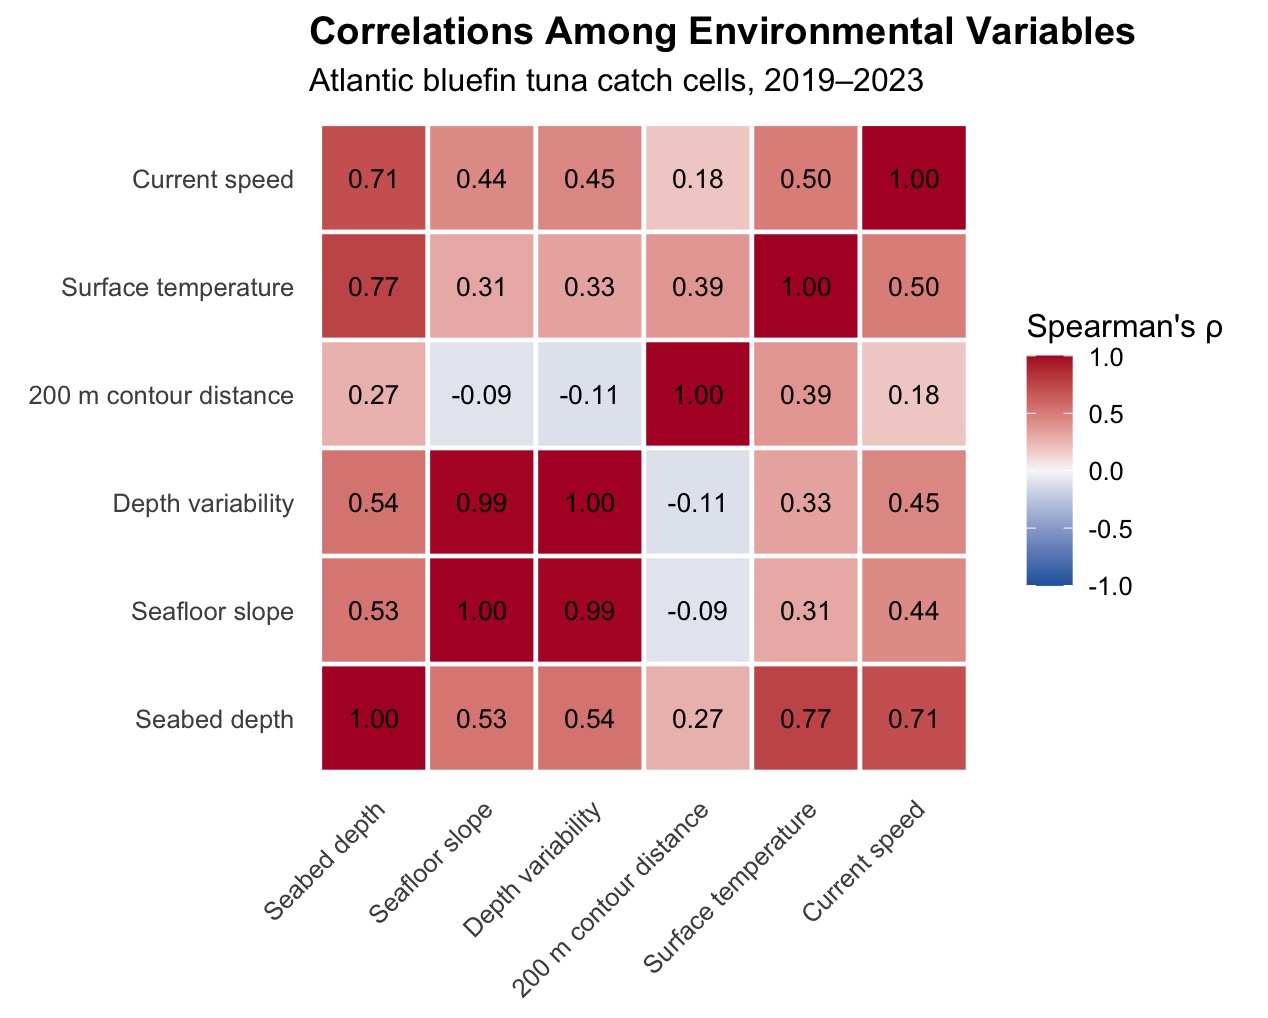 Correlations Among Environmental Variables
Atlantic bluefin tuna catch cells, 2019–2023
Current speed 0.71 0.44 0.45 0.18 0.50 1.00
Surface temperature 0.77 0.31 0.33 0.39 1.00 0.50
200 m contour distance 0.27 -0.09 -0.11 1.00 0.39 0.18
Depth variability 0.54 0.99 1.00 -0.11 0.33 0.45
Seafloor slope 0.53 1.00 0.99 -0.09 0.31 0.44
Seabed depth 1.00 0.53 0.54 0.27 0.77 0.71
Seabed depth
Seafloor slope
Depth variability
200 m contour distance
Surface temperature
Current speed
Spearman's ρ
1.0
0.5
0.0
-0.5
-1.0